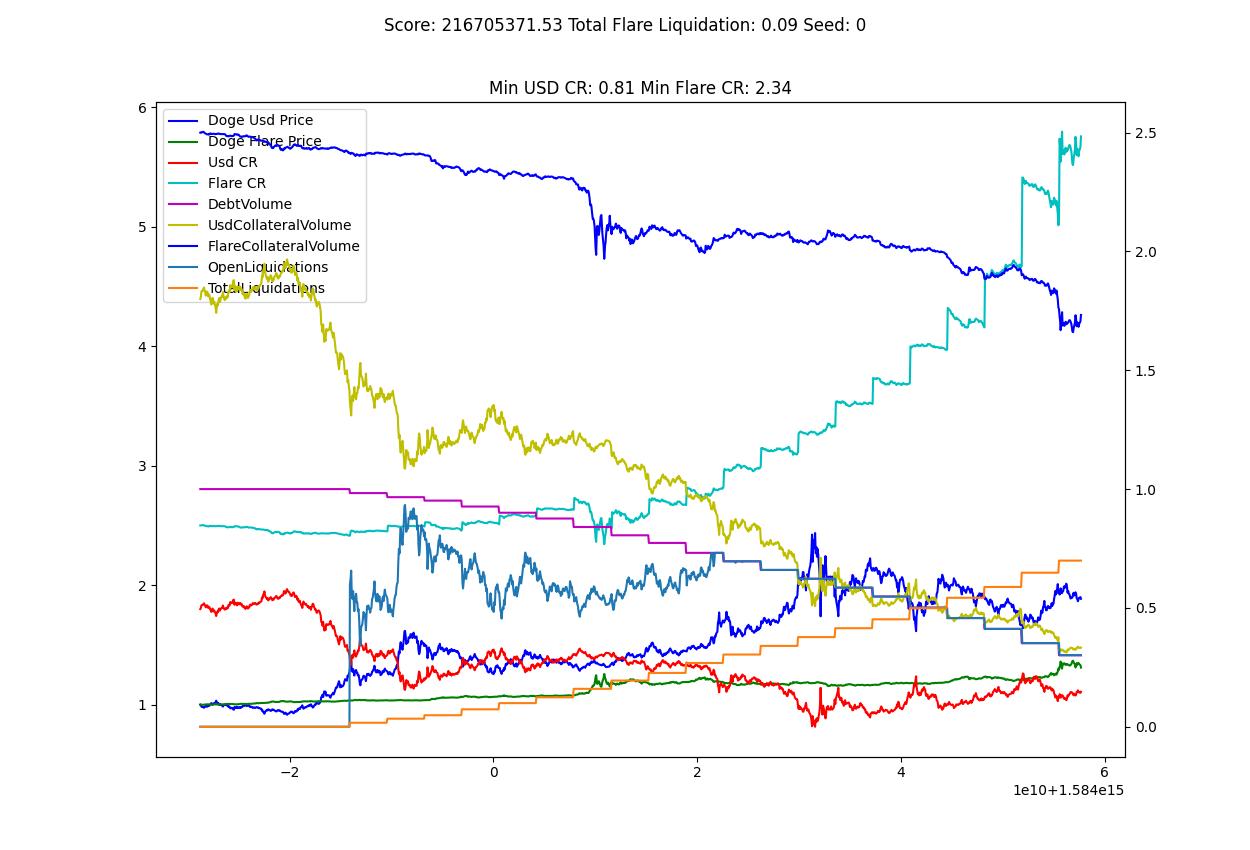 Score: 216705371.53 Total Flare Liquidation: 0.09 Seed: 0
Min USD CR: 0.81 Min Flare CR: 2.34
Doge Usd Price
Doge Flare Price
Usd CR
Flare CR
DebtVolume
UsdCollateralVolume
FlareCollateralVolume
OpenLiquidations
TotalLiquidations
6
5
4
3
2
1
2.5
2.0
1.5
1.0
0.5
0.0
−2
0
2
4
6
1e10+1.584e15